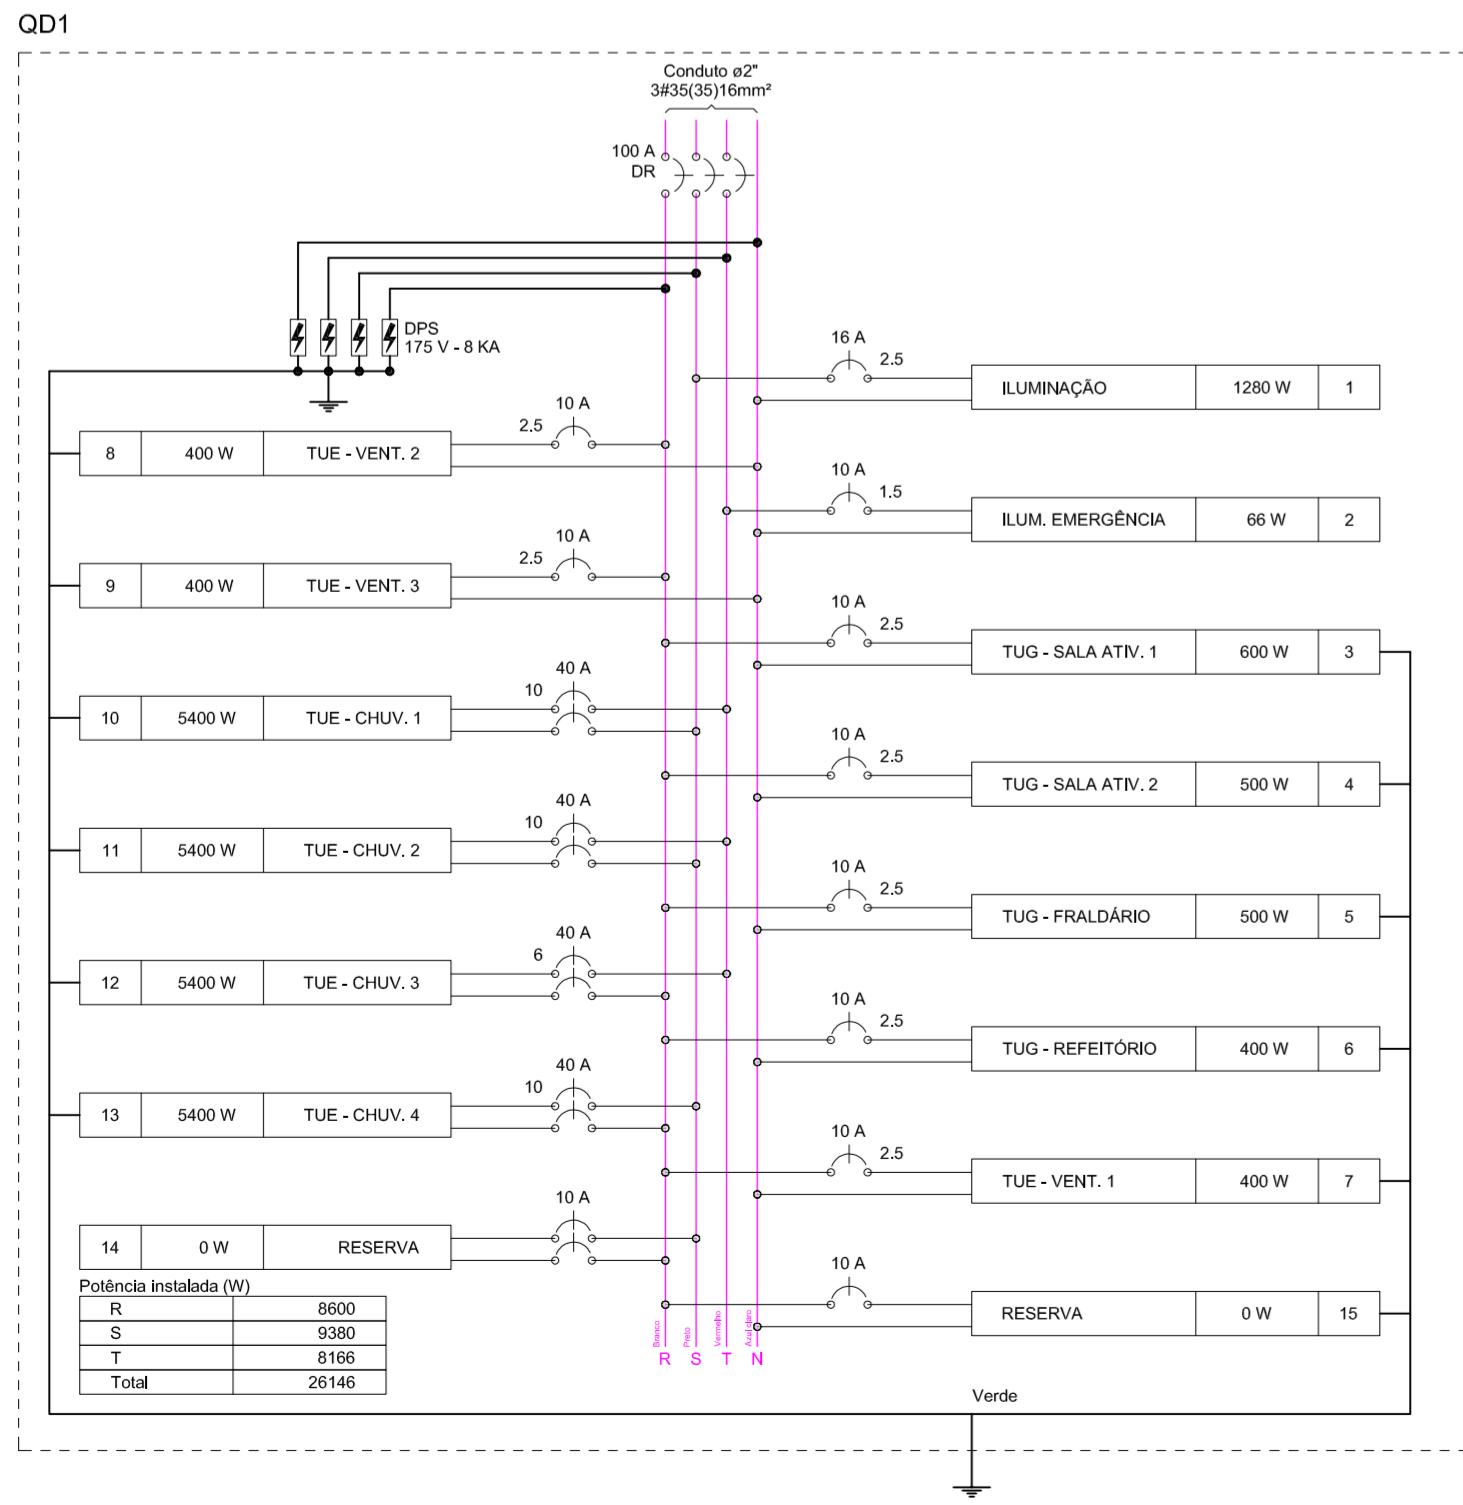 QD1
Conduto ø2"
3#35(35)16mm²
100 A
DR
DPS
175 V - 8 KA
16 A
2.5
ILUMINAÇÃO 1280 W 1
10 A
2.5
8 400 W TUE - VENT. 2
10 A
1.5
ILUM. EMERGÊNCIA 66 W 2
10 A
2.5
9 400 W TUE - VENT. 3
10 A
2.5
TUG - SALA ATIV. 1 600 W 3
40 A
10
10 5400 W TUE - CHUV. 1
10 A
2.5
TUG - SALA ATIV. 2 500 W 4
40 A
10
11 5400 W TUE - CHUV. 2
10 A
2.5
TUG - FRALDÁRIO 500 W 5
40 A
6
12 5400 W TUE - CHUV. 3
10 A
2.5
TUG - REFEITÓRIO 400 W 6
40 A
10
13 5400 W TUE - CHUV. 4
10 A
2.5
TUE - VENT. 1 400 W 7
10 A
14 0 W RESERVA
10 A
RESERVA 0 W 15
Potência instalada (W)
R 8600
S 9380
T 8166
Total 26146
Branco
Preto
Vermelho
Azul claro
R S T N
Verde